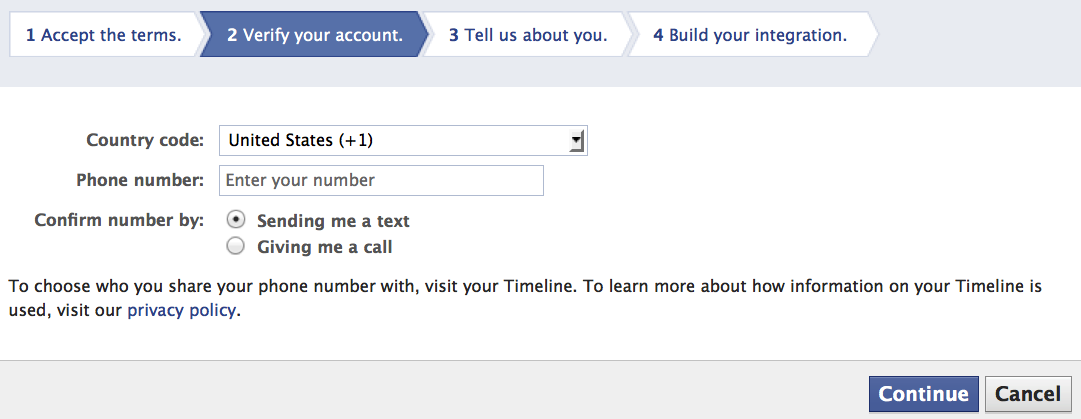 1 Accept the terms. 2 Verify your account. 3 Tell us about you. 4 Build your integration.
Country code: United States (+1)
Phone number: Enter your number
Confirm number by: Sending me a text
Giving me a call
To choose who you share your phone number with, visit your Timeline. To learn more about how information on your Timeline is
used, visit our privacy policy.
Continue Cancel